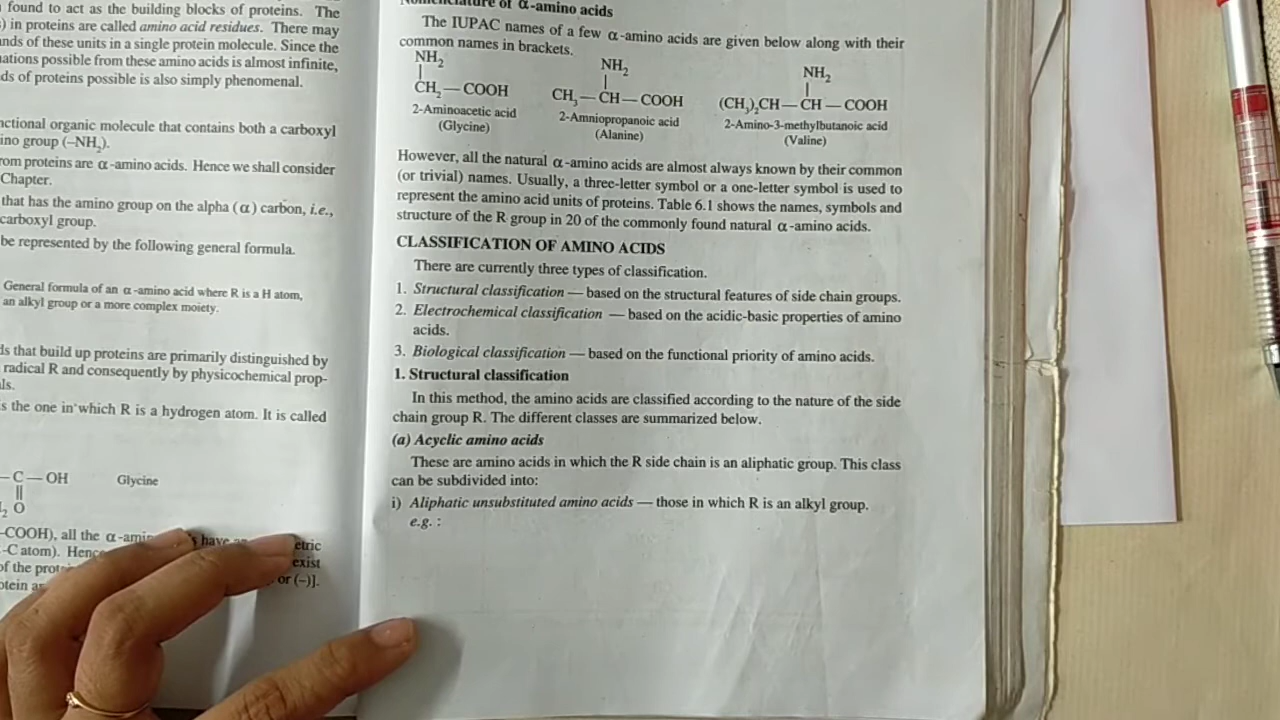 found to act as the building blocks of proteins. The
) in proteins are called amino acid residues. There may
of these units in a single protein molecule. Since the
possible from these amino acids is almost infinite,
of proteins possible is also simply phenomenal.
organic molecule that contains both a carboxyl
group (–NH₂).
proteins are α-amino acids. Hence we shall consider
Chapter.
that has the amino group on the alpha (α) carbon, i.e.,
carboxyl group.
be represented by the following general formula.
General formula of an α-amino acid where R is a H atom,
an alkyl group or a more complex moiety.
that build up proteins are primarily distinguished by
radical R and consequently by physicochemical prop-
the one in which R is a hydrogen atom. It is called
— C — OH Glycine
||
O
-COOH), all the
-C atom).
exist
of the
or (–)].
Nomenclature of α-amino acids
The IUPAC names of a few α-amino acids are given below along with their
common names in brackets.
NH₂
|
CH₂ — COOH
2-Aminoacetic acid
(Glycine)
NH₂
|
CH₃ — CH — COOH
2-Amniopropanoic acid
(Alanine)
NH₂
|
(CH₃)₂CH — CH — COOH
2-Amino-3-methylbutanoic acid
(Valine)
However, all the natural α-amino acids are almost always known by their common
(or trivial) names. Usually, a three-letter symbol or a one-letter symbol is used to
represent the amino acid units of proteins. Table 6.1 shows the names, symbols and
structure of the R group in 20 of the commonly found natural α-amino acids.
CLASSIFICATION OF AMINO ACIDS
There are currently three types of classification.
1. Structural classification — based on the structural features of side chain groups.
2. Electrochemical classification — based on the acidic-basic properties of amino
acids.
3. Biological classification — based on the functional priority of amino acids.
1. Structural classification
In this method, the amino acids are classified according to the nature of the side
chain group R. The different classes are summarized below.
(a) Acyclic amino acids
These are amino acids in which the R side chain is an aliphatic group. This class
can be subdivided into:
i) Aliphatic unsubstituted amino acids — those in which R is an alkyl group.
e.g. :